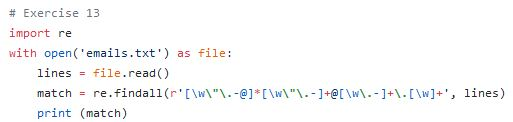 # Exercise 13
import re
with open('emails.txt') as file:
    lines = file.read()
    match = re.findall(r'[\w\"\.-@]*[\w\"\.-]+@[\w\.-]+\.[\w]+', lines)
    print (match)